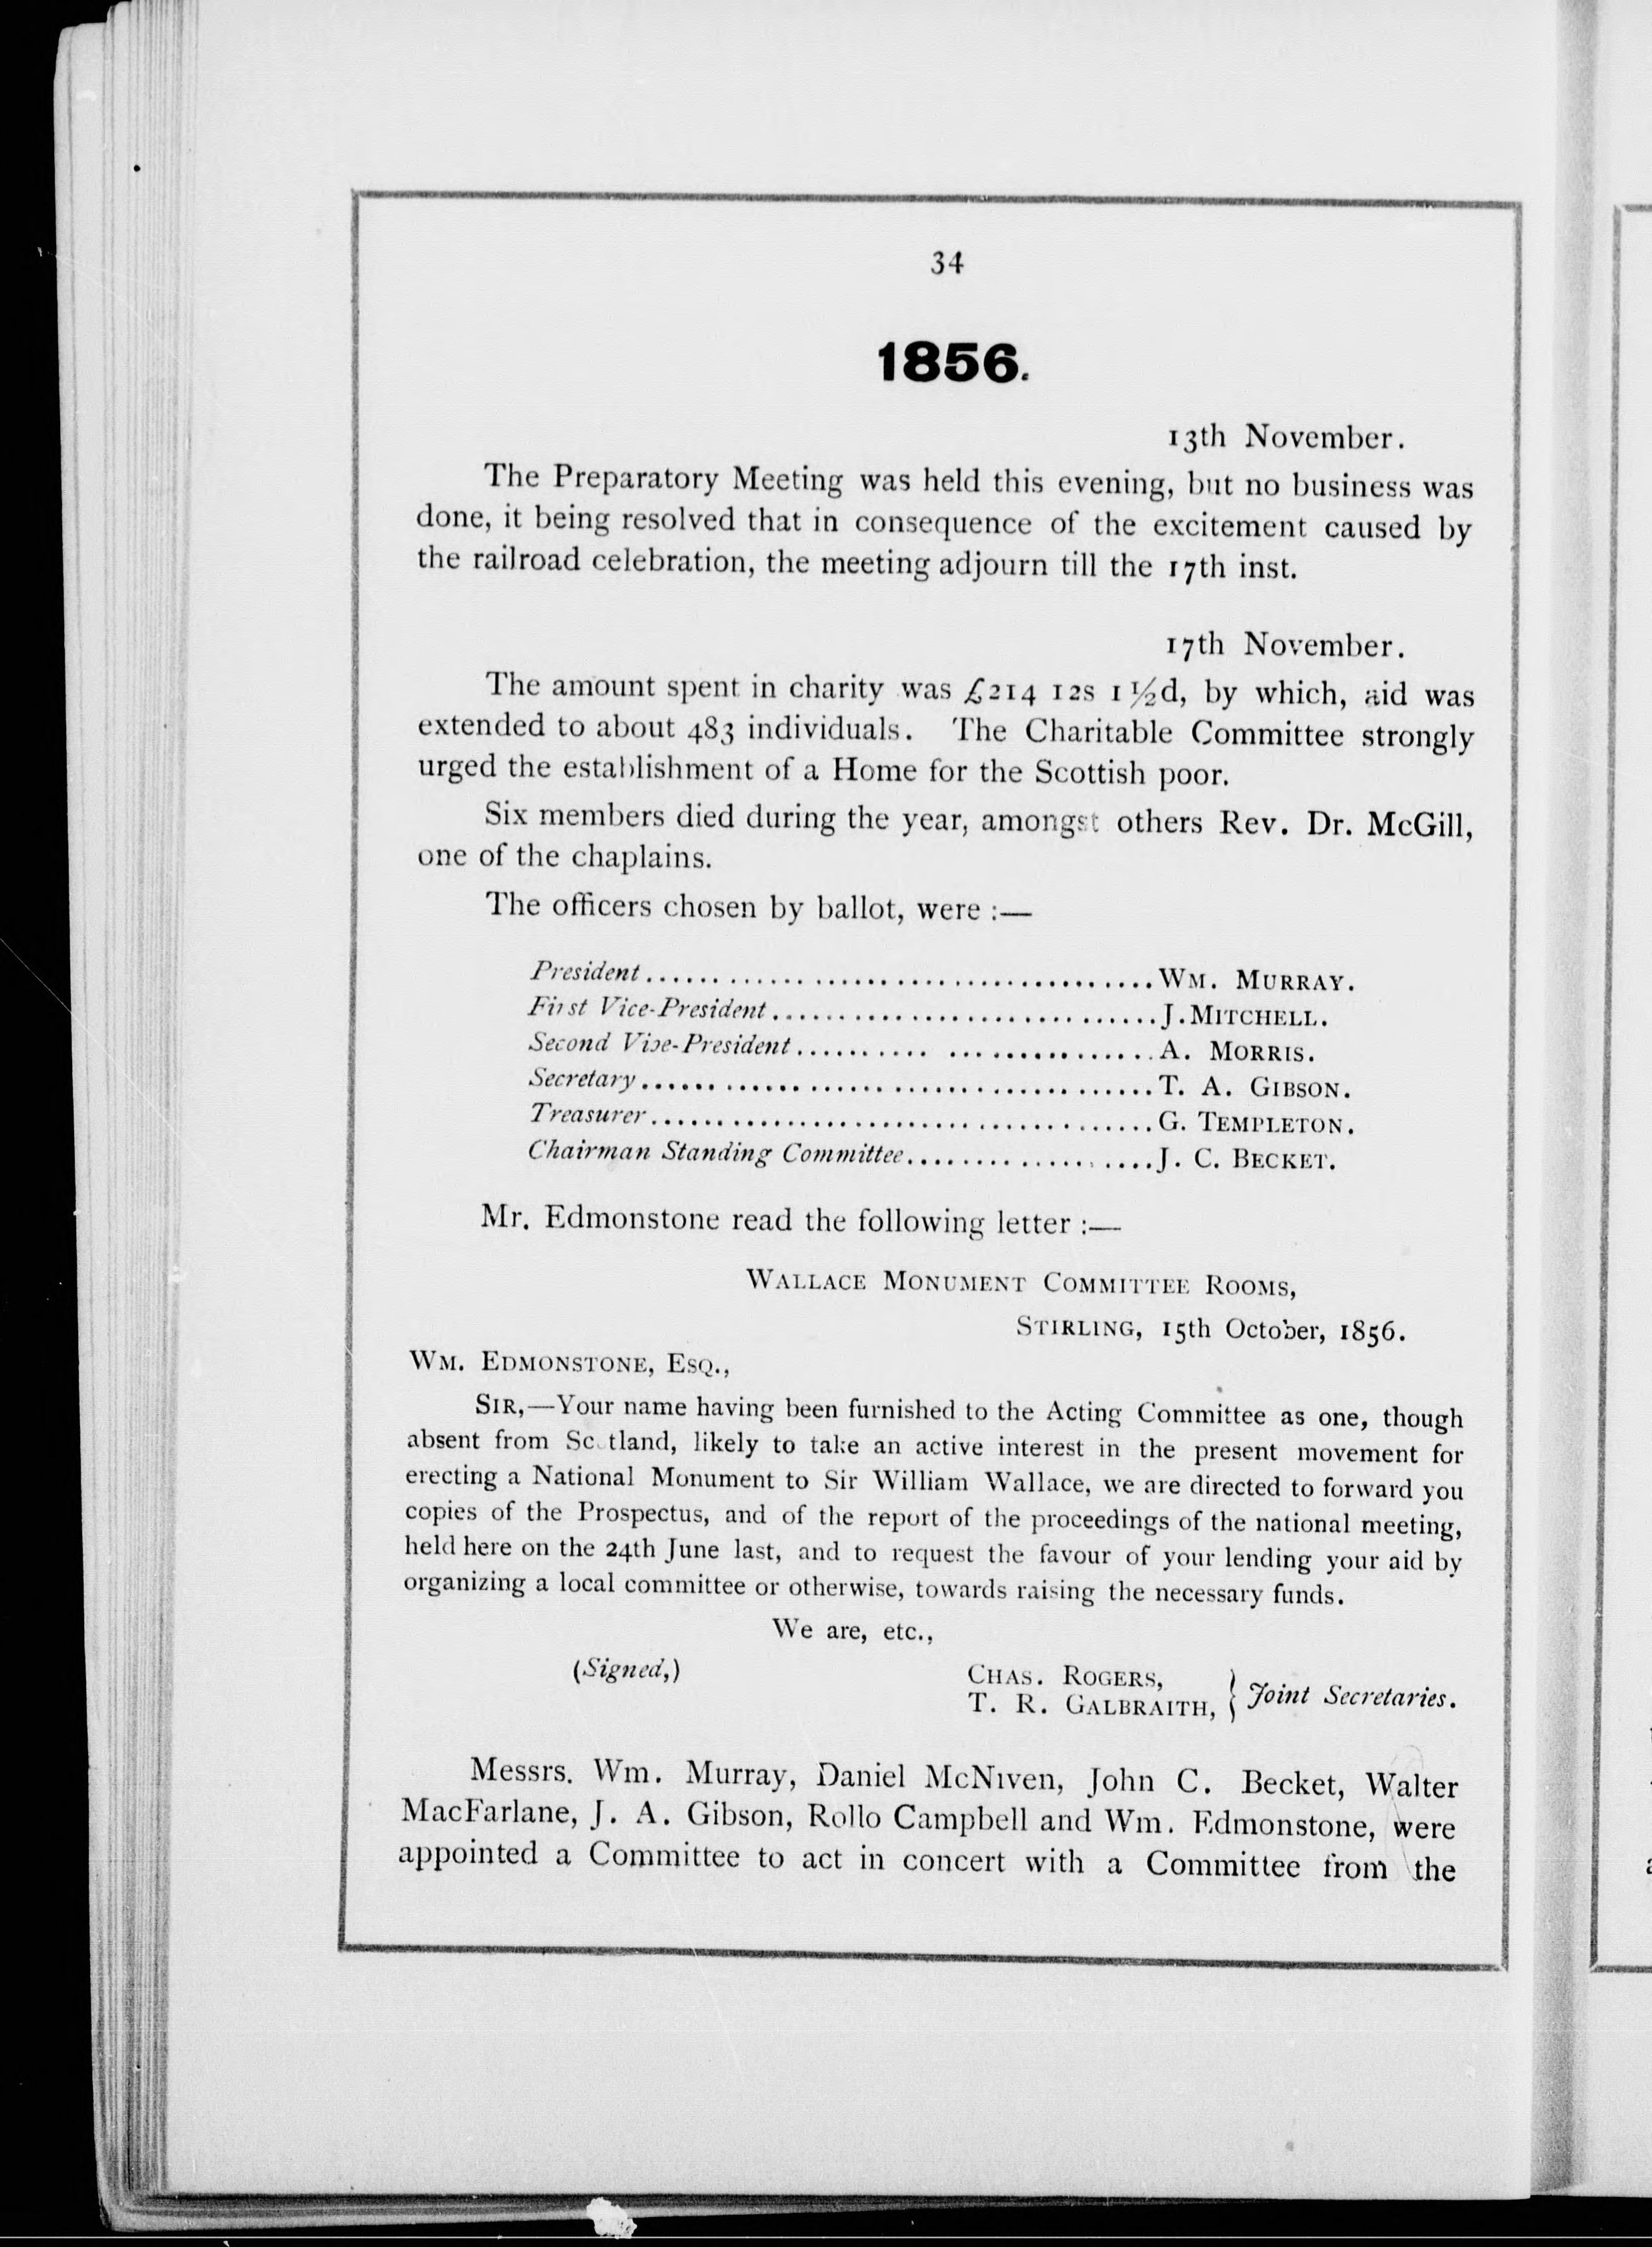 34
1856.
13th November.
The Preparatory Meeting was held this evening, but no business was
done, it being resolved that in consequence of the excitement caused by
the railroad celebration, the meeting adjourn till the 17th inst.
17th November.
The amount spent in charity was £214 12s 1½d, by which, aid was
extended to about 483 individuals. The Charitable Committee strongly
urged the establishment of a Home for the Scottish poor.
Six members died during the year, amongst others Rev. Dr. McGill,
one of the chaplains.
The officers chosen by ballot, were :—
President........................................WM. MURRAY.
First Vice-President..............................J. MITCHELL.
Second Vice-President.......... ................A. MORRIS.
Secretary........................................T. A. GIBSON.
Treasurer........................................G. TEMPLETON.
Chairman Standing Committee...................J. C. BECKET.
Mr. Edmonstone read the following letter :—
WALLACE MONUMENT COMMITTEE ROOMS,
STIRLING, 15th October, 1856.
WM. EDMONSTONE, ESQ.,
SIR,—Your name having been furnished to the Acting Committee as one, though
absent from Sc tland, likely to take an active interest in the present movement for
erecting a National Monument to Sir William Wallace, we are directed to forward you
copies of the Prospectus, and of the report of the proceedings of the national meeting,
held here on the 24th June last, and to request the favour of your lending your aid by
organizing a local committee or otherwise, towards raising the necessary funds.
We are, etc.,
(Signed,) CHAS. ROGERS,
T. R. GALBRAITH, } Joint Secretaries.
Messrs. Wm. Murray, Daniel McNiven, John C. Becket, Walter
MacFarlane, J. A. Gibson, Rollo Campbell and Wm. Edmonstone, were
appointed a Committee to act in concert with a Committee from the